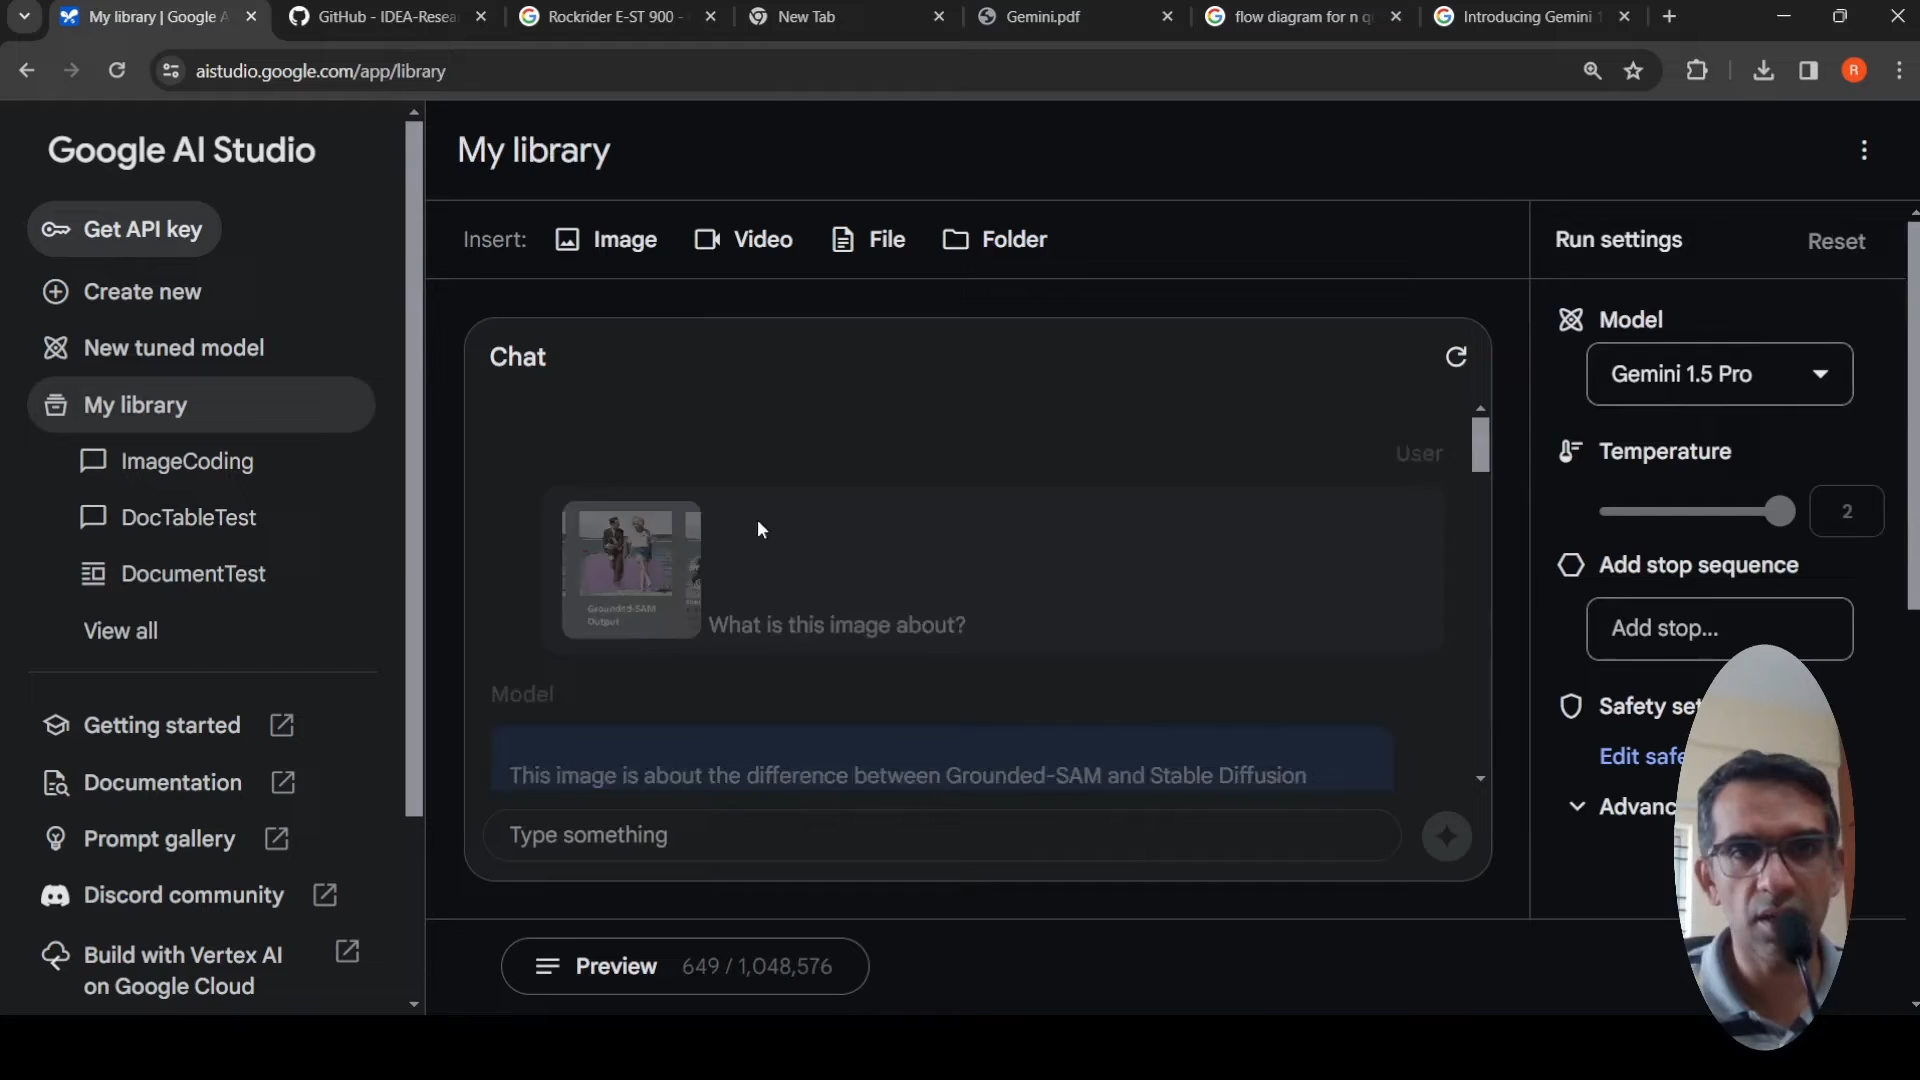 My library | Google A
GitHub - IDEA-Resea
Rockrider E-ST 900 -
New Tab
Gemini.pdf
flow diagram for n q
Introducing Gemini 1
aistudio.google.com/app/library
R
Google AI Studio
Get API key
Create new
New tuned model
My library
ImageCoding
DocTableTest
DocumentTest
View all
Getting started
Documentation
Prompt gallery
Discord community
Build with Vertex AI
on Google Cloud
My library
Insert:
Image
Video
File
Folder
Chat
User
Grounded-SAM
Output
What is this image about?
Model
This image is about the difference between Grounded-SAM and Stable Diffusion
Type something
Preview 649 / 1,048,576
Run settings
Reset
Model
Gemini 1.5 Pro
Temperature
2
Add stop sequence
Add stop...
Safety set
Edit safe
Advanc